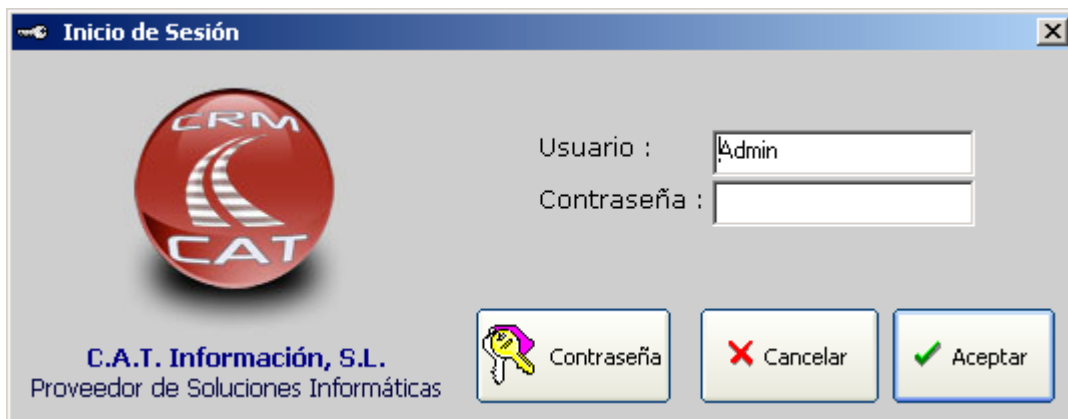 Inicio de Sesión
CRM
CAT
Usuario :
Admin
Contraseña :
C.A.T. Información, S.L.
Proveedor de Soluciones Informáticas
Contraseña
Cancelar
Aceptar